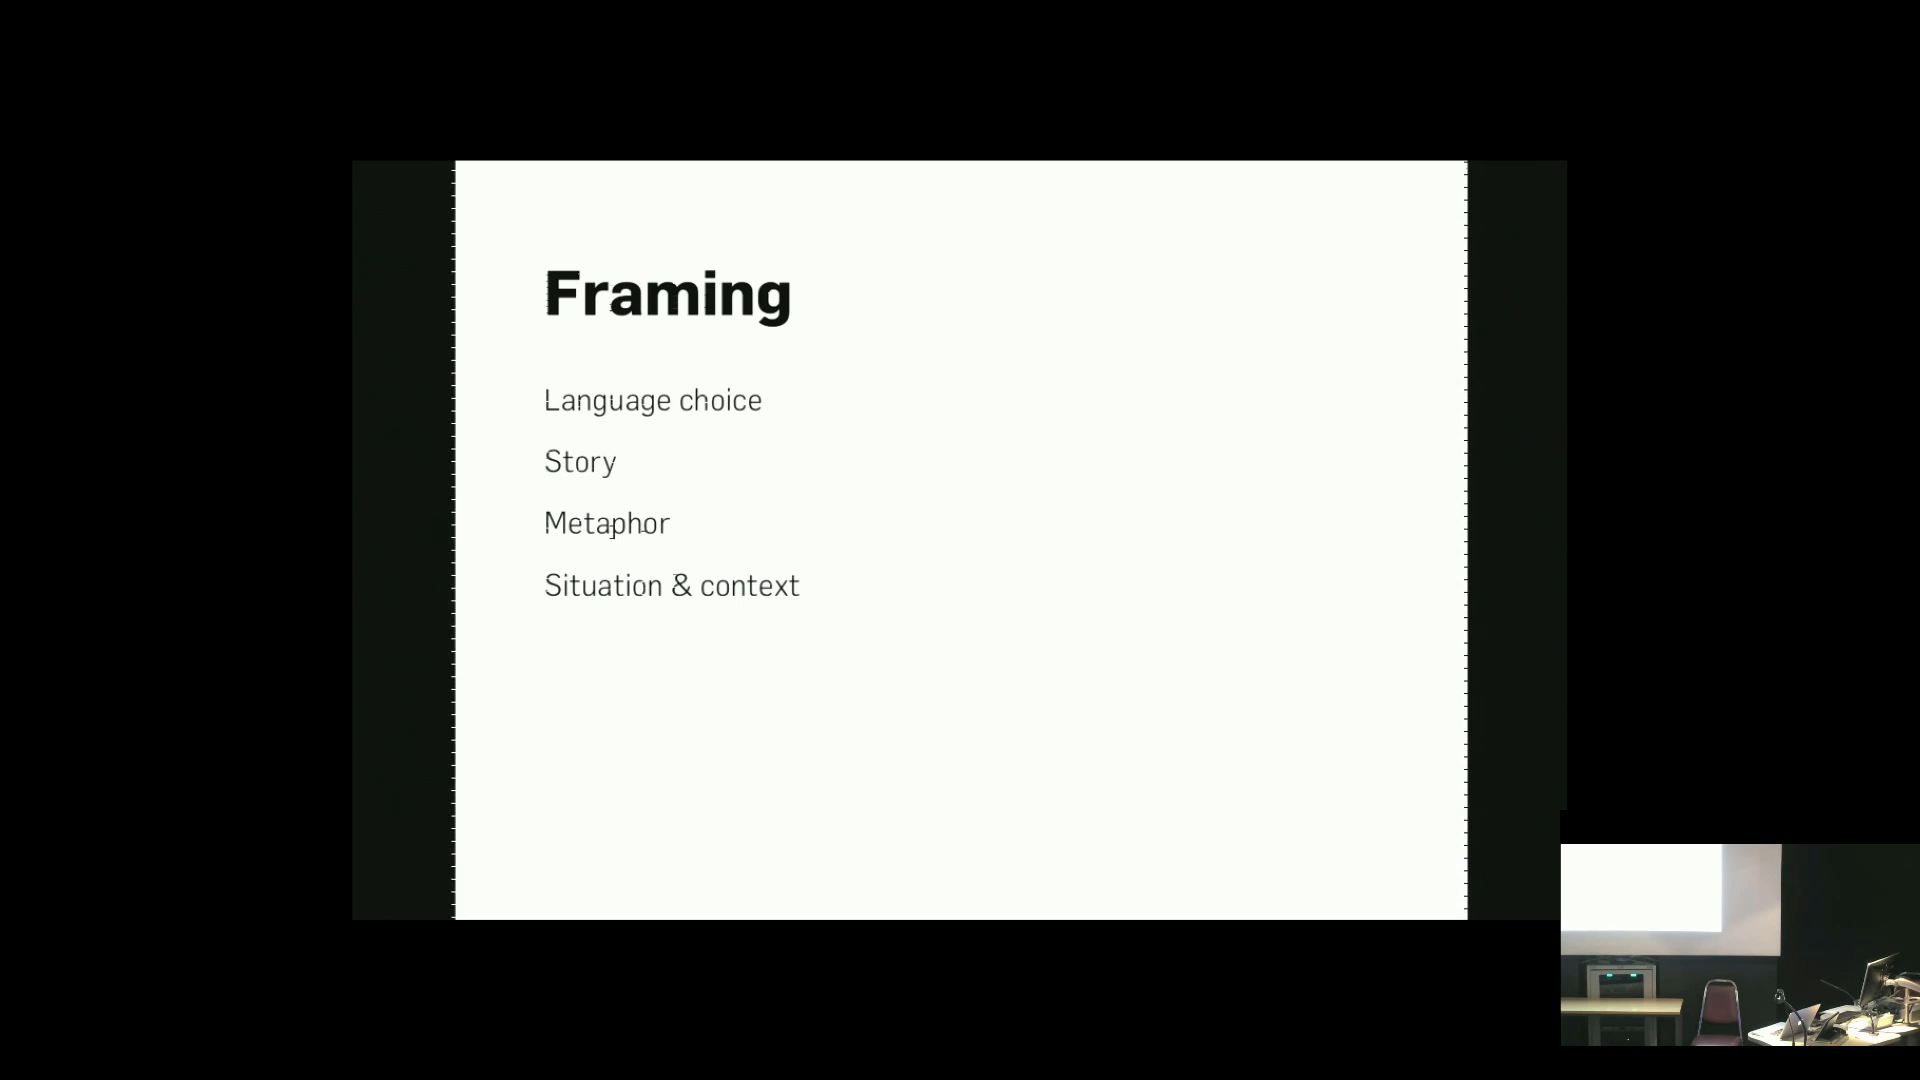 Framing
Language choice
Story
Metaphor
Situation & context